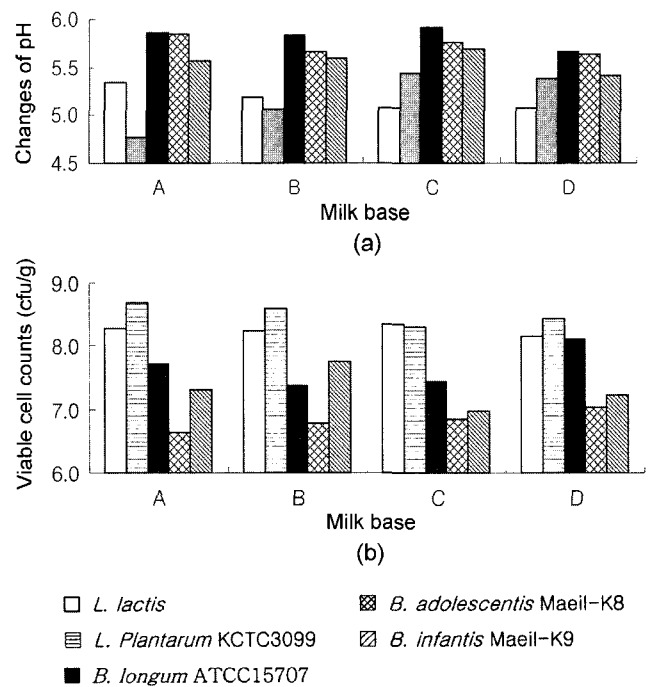 Changes of pH
6.0
5.5
5.0
4.5
A B C D
Milk base
(a)
Viable cell counts (cfu/g)
9.0
8.0
7.0
6.0
A B C D
Milk base
(b)
L. lactis
L. Plantarum KCTC3099
B. longum ATCC15707
B. adolescentis Maeil-K8
B. infantis Maeil-K9